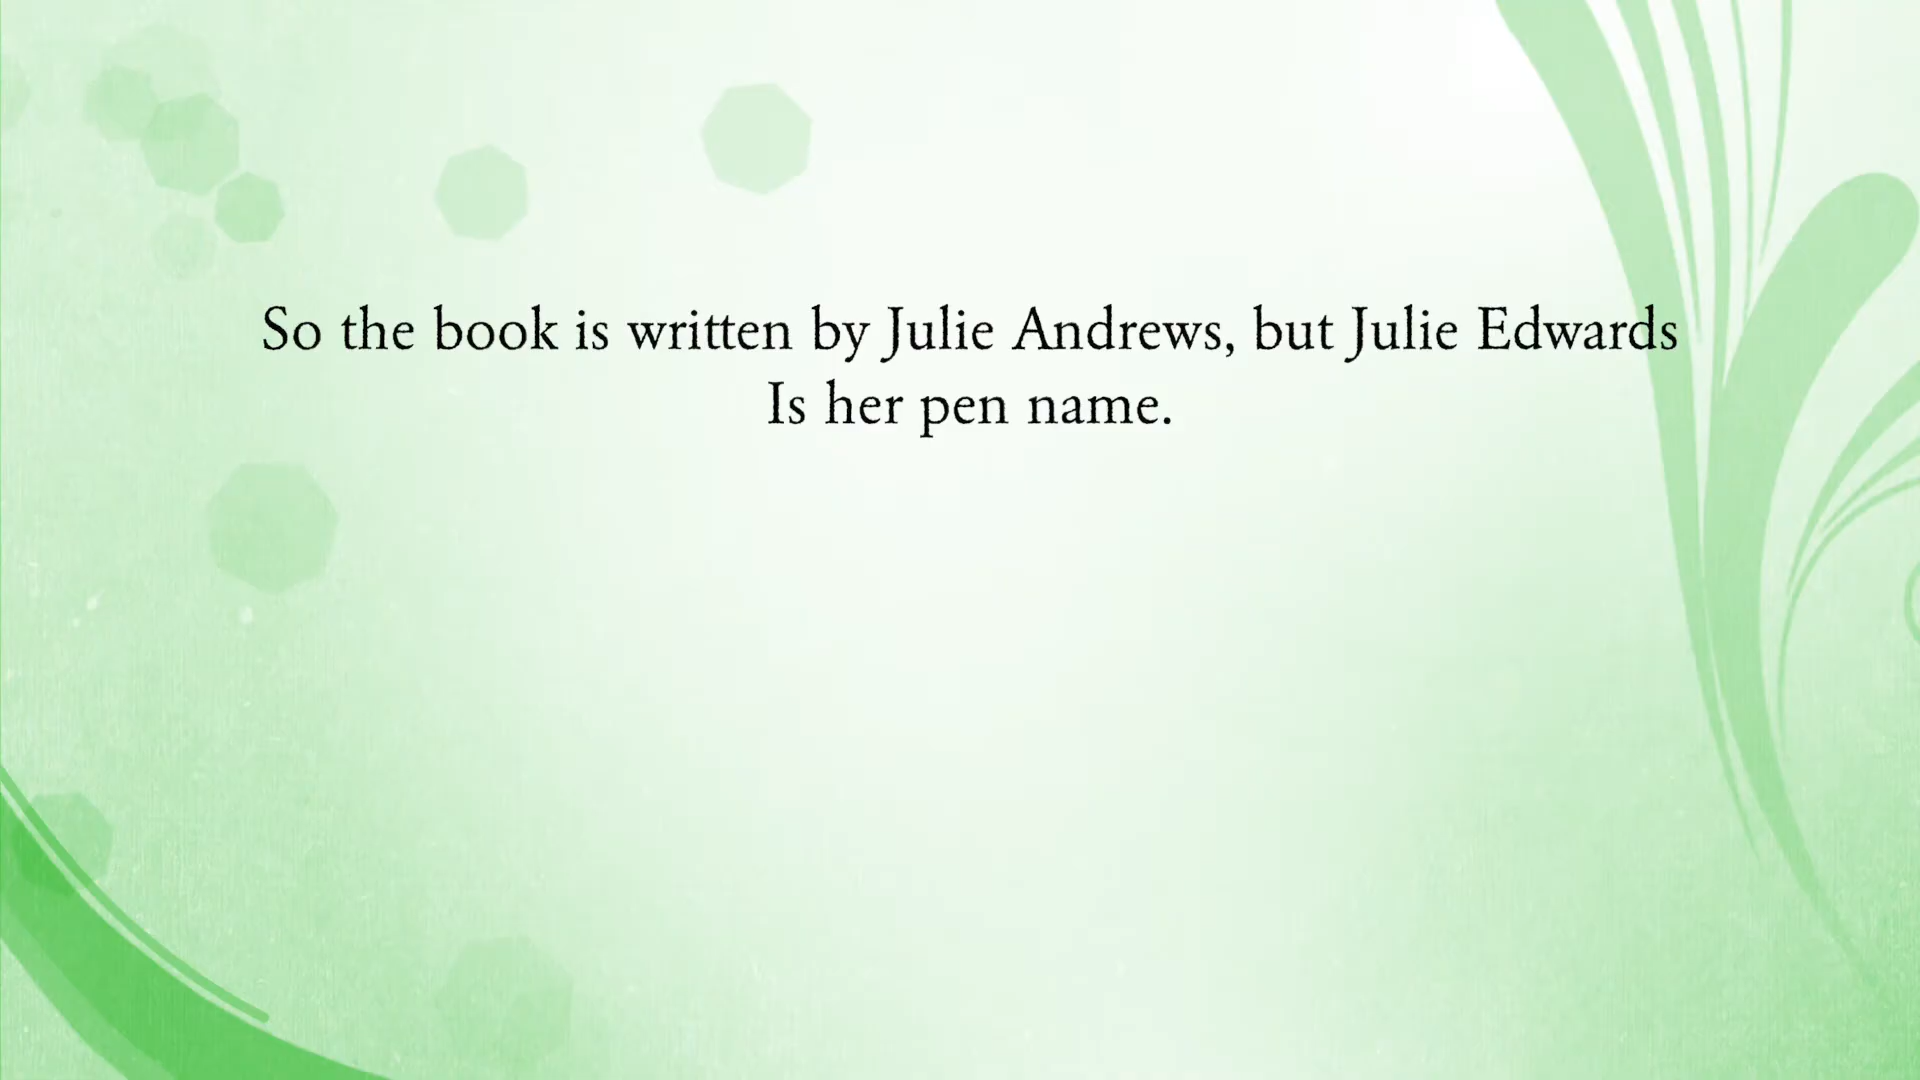 So the book is written by Julie Andrews, but Julie Edwards
Is her pen name.